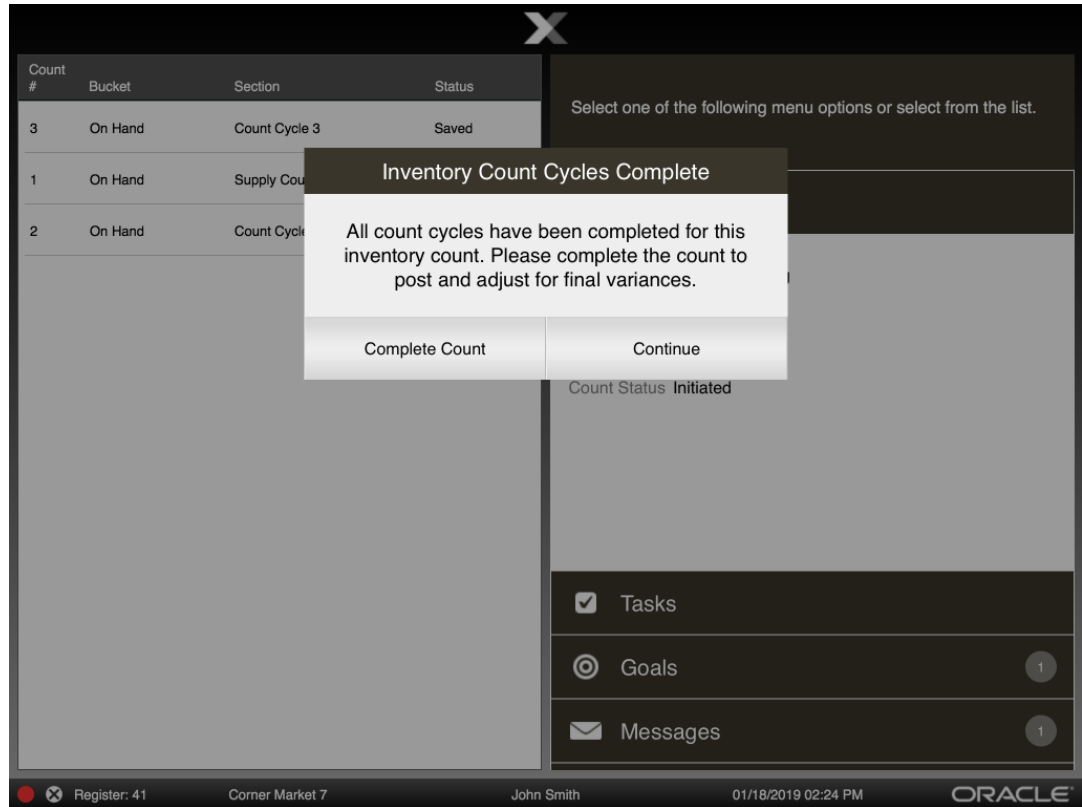 Count
# Bucket Section Status
3 On Hand Count Cycle 3 Saved
1 On Hand Supply Cou
2 On Hand Count Cycle
Select one of the following menu options or select from the list.
Inventory Count Cycles Complete
All count cycles have been completed for this
inventory count. Please complete the count to
post and adjust for final variances.
Complete Count Continue
Count Status Initiated
Tasks
Goals 1
Messages 1
Register: 41 Corner Market 7 John Smith 01/18/2019 02:24 PM ORACLE